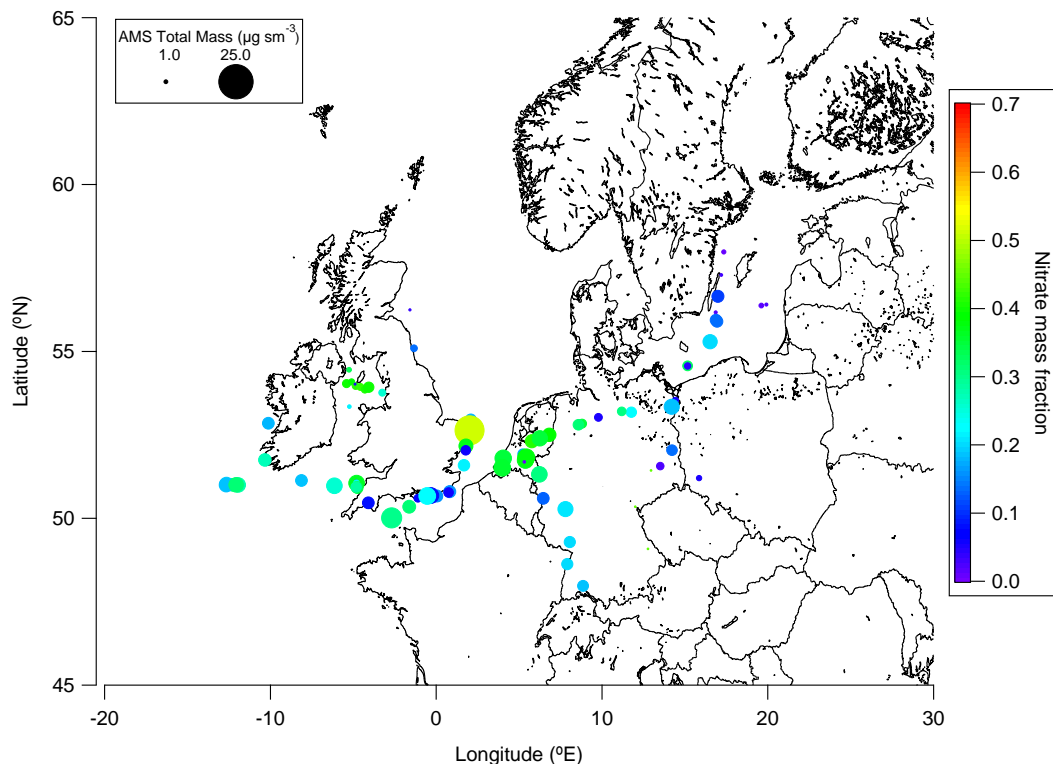 65
AMS Total Mass (µg sm⁻³)
1.0 25.0
0.7
60
0.6
0.5
Latitude (ºN)
55
0.4
Nitrate mass fraction
0.3
0.2
50
0.1
0.0
45
-20 -10 0 10 20 30
Longitude (ºE)